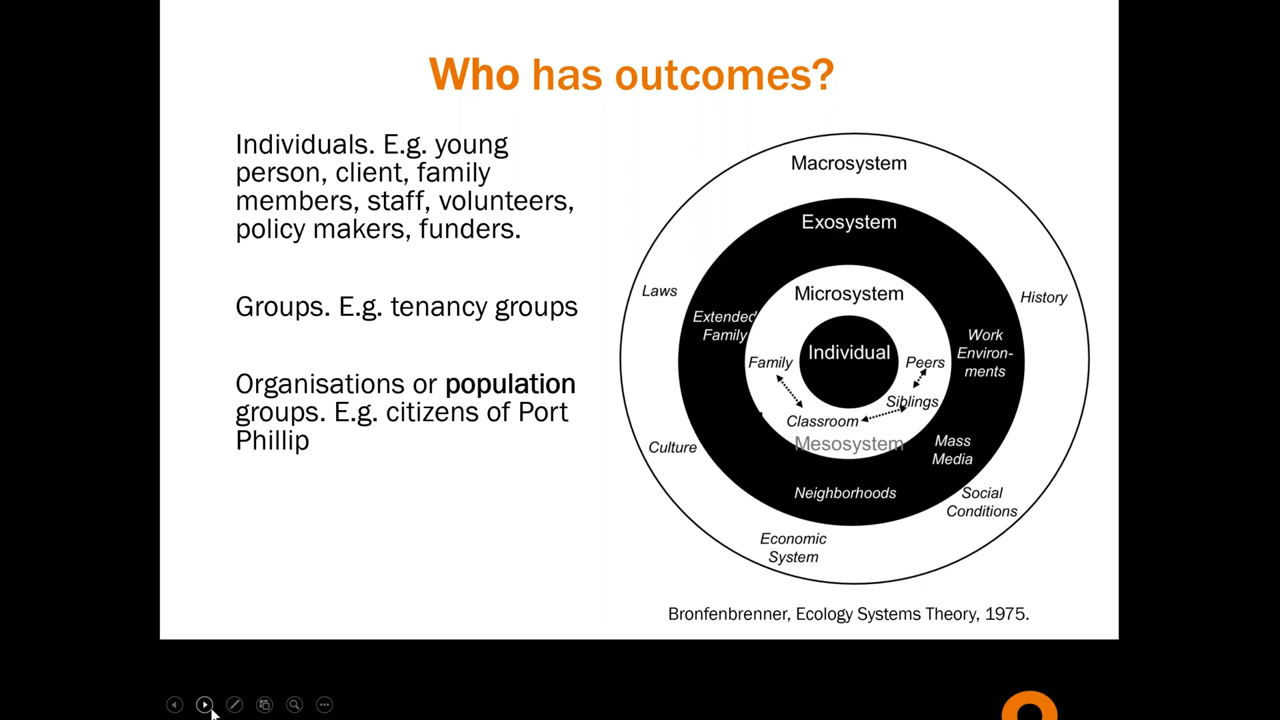 Who has outcomes?
Individuals. E.g. young
person, client, family
members, staff, volunteers,
policy makers, funders.
Groups. E.g. tenancy groups
Organisations or population
groups. E.g. citizens of Port
Phillip
Macrosystem
Exosystem
Microsystem
Individual
Mesosystem
Family
Peers
Siblings
Classroom
Extended
Family
Work
Environ-
ments
Mass
Media
Neighborhoods
Laws
History
Culture
Social
Conditions
Economic
System
Bronfenbrenner, Ecology Systems Theory, 1975.